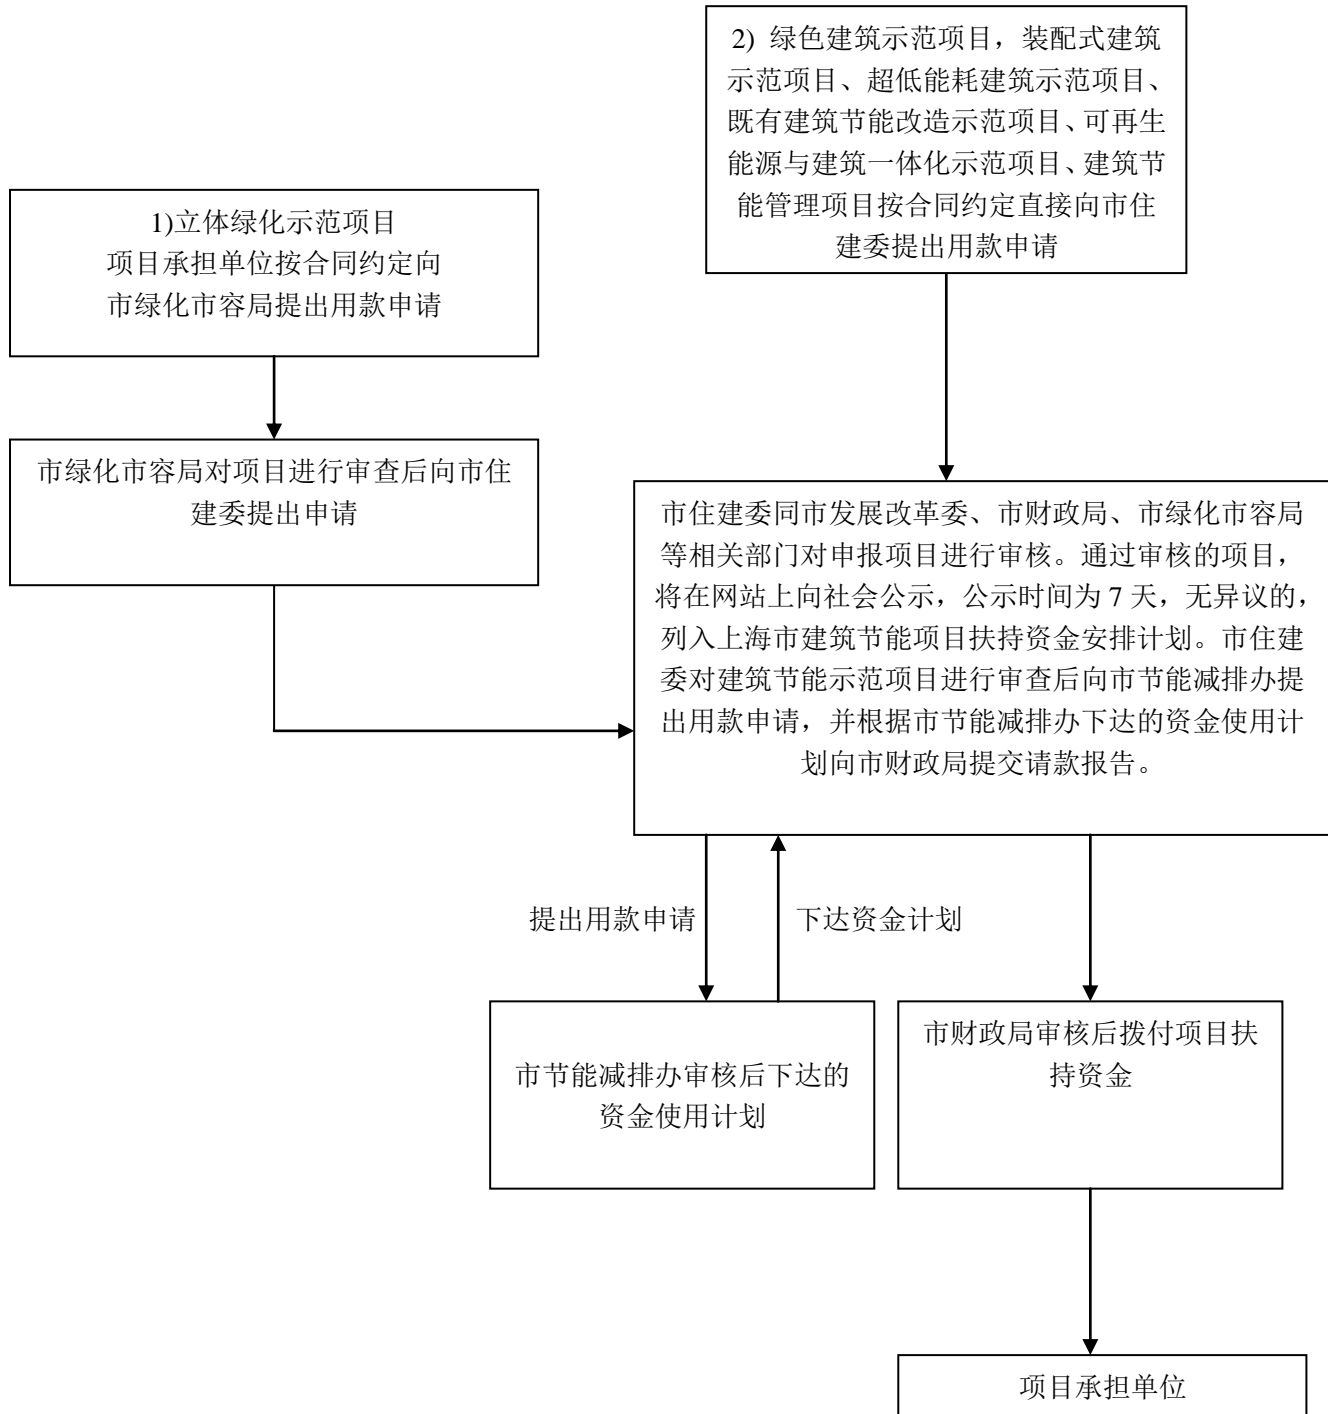 2) 绿色建筑示范项目，装配式建筑
示范项目、超低能耗建筑示范项目、
既有建筑节能改造示范项目、可再生
能源与建筑一体化示范项目、建筑节
能管理项目按合同约定直接向市住
建委提出用款申请
1)立体绿化示范项目
项目承担单位按合同约定向
市绿化市容局提出用款申请
市绿化市容局对项目进行审查后向市住
建委提出申请
市住建委同市发展改革委、市财政局、市绿化市容局
等相关部门对申报项目进行审核。通过审核的项目，
将在网站上向社会公示，公示时间为 7 天，无异议的，
列入上海市建筑节能项目扶持资金安排计划。市住建
委对建筑节能示范项目进行审查后向市节能减排办提
出用款申请，并根据市节能减排办下达的资金使用计
划向市财政局提交请款报告。
提出用款申请
下达资金计划
市节能减排办审核后下达的
资金使用计划
市财政局审核后拨付项目扶
持资金
项目承担单位